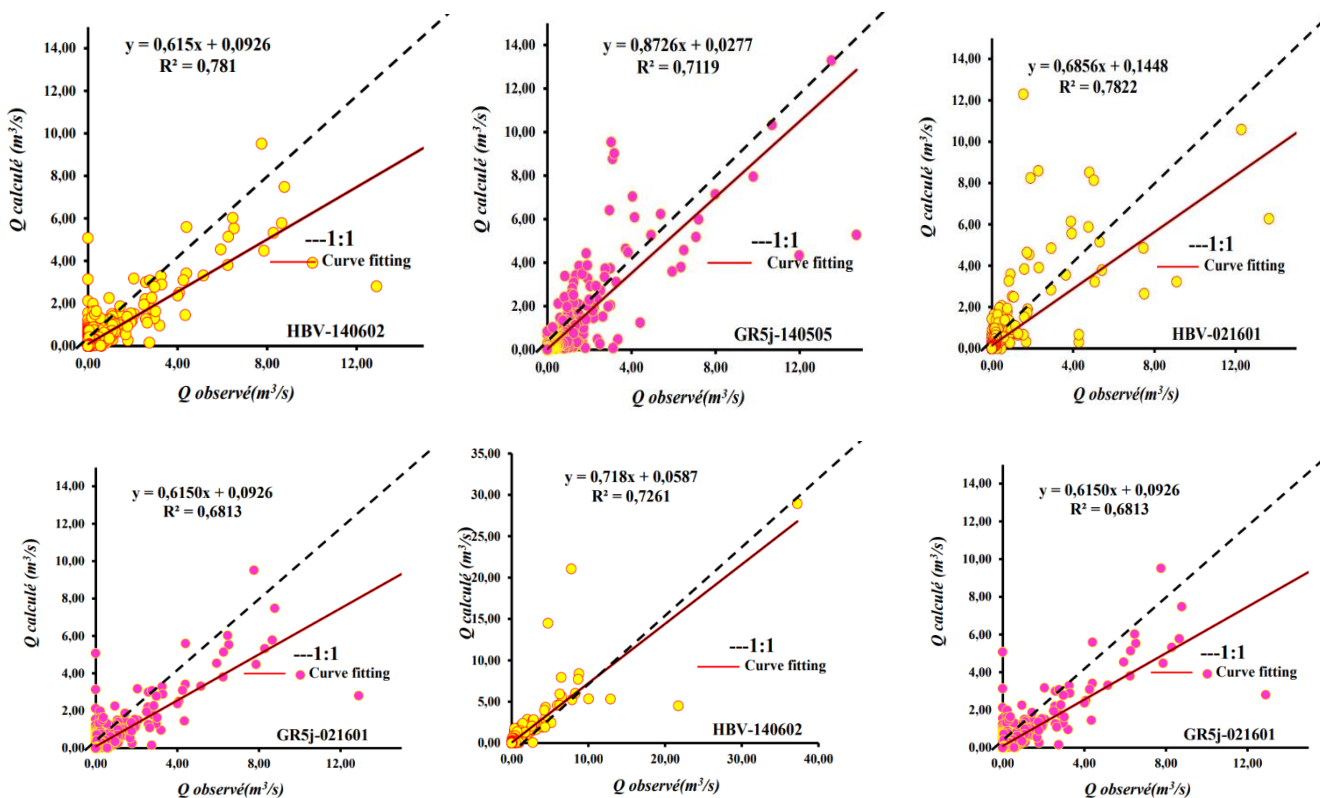 y = 0,615x + 0,0926
R² = 0,781
14,00
12,00
10,00
8,00
6,00
4,00
2,00
0,00
0,00 4,00 8,00 12,00
Q calculé (m³/s)
Q observé(m³/s)
---1:1
Curve fitting
HBV-140602
y = 0,8726x + 0,0277
R² = 0,7119
14,00
12,00
10,00
8,00
6,00
4,00
2,00
0,00
0,00 4,00 8,00 12,00
Q calculé (m³/s)
Q observé(m³/s)
---1:1
Curve fitting
GR5j-140505
y = 0,6856x + 0,1448
R² = 0,7822
14,00
12,00
10,00
8,00
6,00
4,00
2,00
0,00
0,00 4,00 8,00 12,00
Q calculé (m³/s)
Q observé(m³/s)
---1:1
Curve fitting
HBV-021601
y = 0,6150x + 0,0926
R² = 0,6813
14,00
12,00
10,00
8,00
6,00
4,00
2,00
0,00
0,00 4,00 8,00 12,00
Q calculé (m³/s)
Q observé(m³/s)
---1:1
Curve fitting
GR5j-021601
y = 0,718x + 0,0587
R² = 0,7261
35,00
30,00
25,00
20,00
15,00
10,00
5,00
0,00
0,00 10,00 20,00 30,00 40,00
Q calculé (m³/s)
Q observé(m³/s)
---1:1
Curve fitting
HBV-140602
y = 0,6150x + 0,0926
R² = 0,6813
14,00
12,00
10,00
8,00
6,00
4,00
2,00
0,00
0,00 4,00 8,00 12,00
Q calculé (m³/s)
Q observé(m³/s)
---1:1
Curve fitting
GR5j-021601